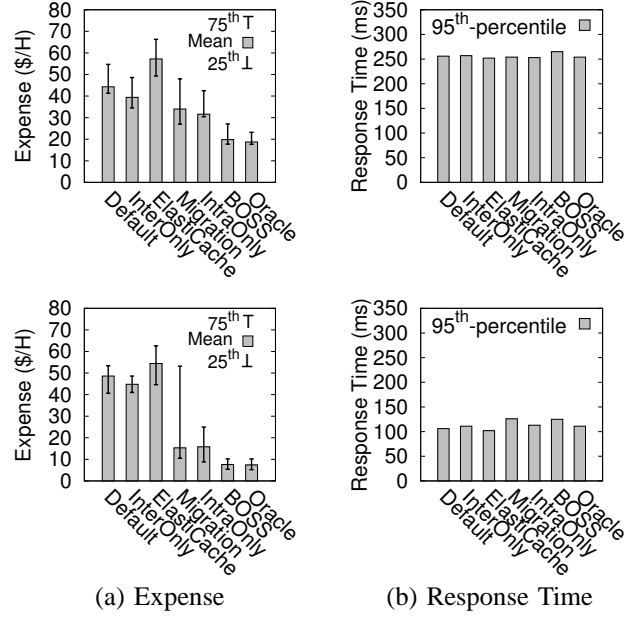 75th
Mean
25th
Expense ($/H)
80
70
60
50
40
30
20
10
0
Default
InterOnly
ElastiCache
Migration
IntraOnly
BOSS
Oracle
95th-percentile
Response Time (ms)
350
300
250
200
150
100
50
0
Default
InterOnly
ElastiCache
Migration
IntraOnly
BOSS
Oracle
75th
Mean
25th
Expense ($/H)
80
70
60
50
40
30
20
10
0
Default
InterOnly
ElastiCache
Migration
IntraOnly
BOSS
Oracle
95th-percentile
Response Time (ms)
350
300
250
200
150
100
50
0
Default
InterOnly
ElastiCache
Migration
IntraOnly
BOSS
Oracle
(a) Expense
(b) Response Time